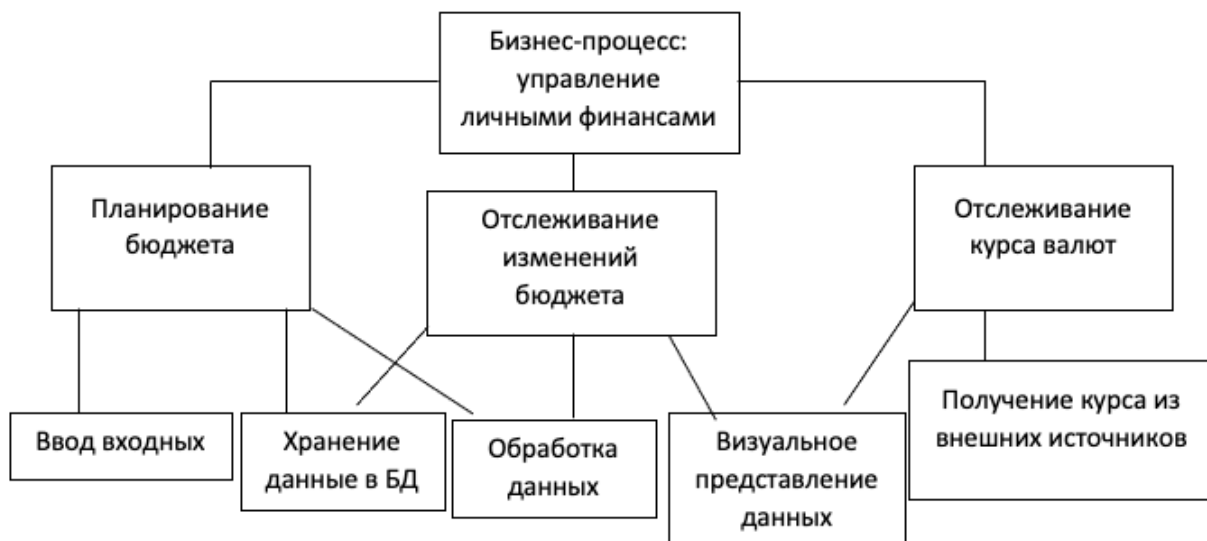 Бизнес-процесс:
управление
личными финансами
Планирование
бюджета
Отслеживание
изменений
бюджета
Отслеживание
курса валют
Ввод входных
Хранение
данные в БД
Обработка
данных
Визуальное
представление
данных
Получение курса из
внешних источников